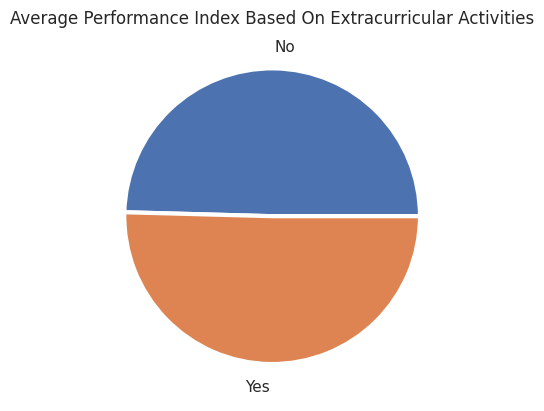 Average Performance Index Based On Extracurricular Activities
No
Yes